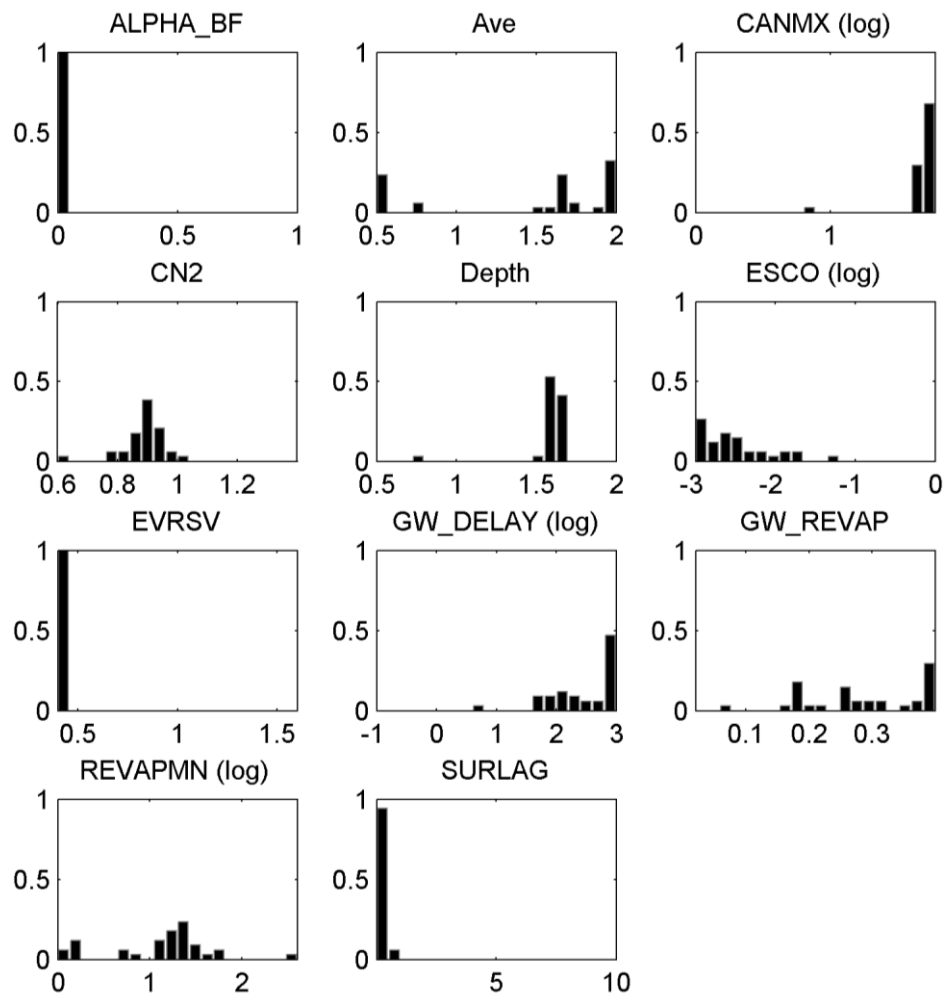 ALPHA_BF Ave CANMX (log)
1 1 1
0.5 0.5 0.5
0 0 0
0 0.5 1 0.5 1 1.5 2 0 1
CN2 Depth ESCO (log)
1 1 1
0.5 0.5 0.5
0 0 0
0.6 0.8 1 1.2 0.5 1 1.5 2 -3 -2 -1 0
EVRSV GW_DELAY (log) GW_REVAP
1 1 1
0.5 0.5 0.5
0 0 0
0.5 1 1.5 -1 0 1 2 3 0.1 0.2 0.3
REVAPMN (log) SURLAG
1 1
0.5 0.5
0 0
0 1 2 5 10